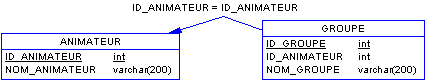 ID_ANIMATEUR = ID_ANIMATEUR
ANIMATEUR
ID_ANIMATEUR int
NOM_ANIMATEUR varchar(200)
GROUPE
ID_GROUPE int
ID_ANIMATEUR int
NOM_GROUPE varchar(200)